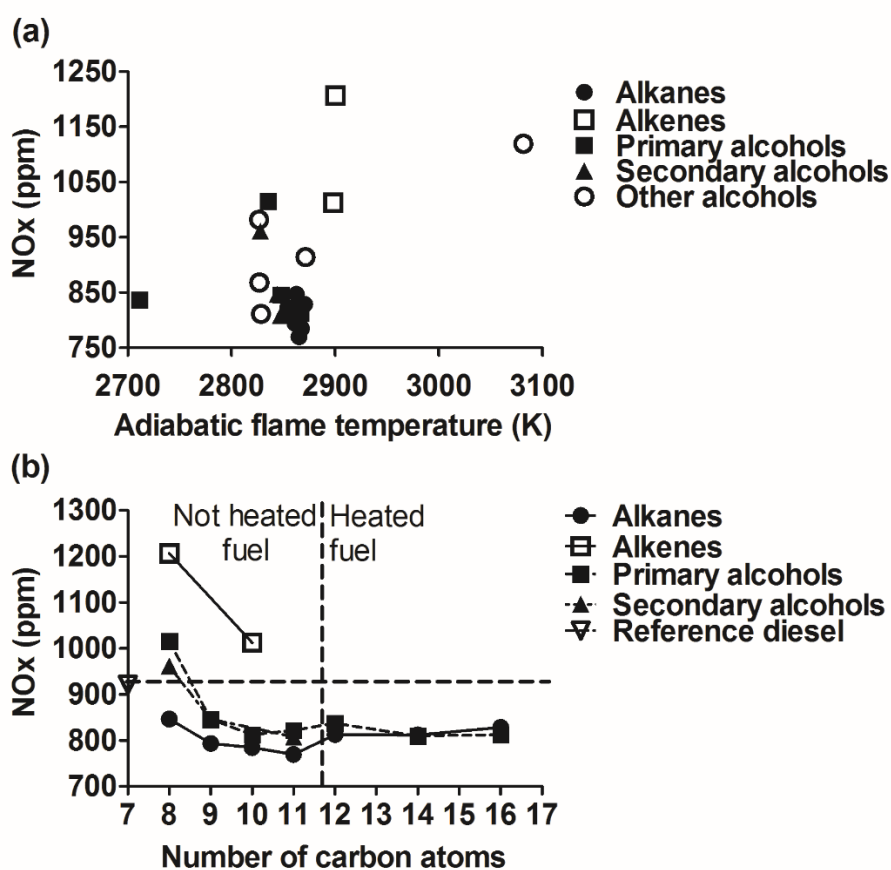 (a)
1250
1150
1050
950
850
750
NOx (ppm)
2700 2800 2900 3000 3100
Adiabatic flame temperature (K)
Alkanes
Alkenes
Primary alcohols
Secondary alcohols
Other alcohols
(b)
1300
1200
1100
1000
900
800
700
NOx (ppm)
Not heated
fuel
Heated
fuel
7 8 9 10 11 12 13 14 15 16 17
Number of carbon atoms
Alkanes
Alkenes
Primary alcohols
Secondary alcohols
Reference diesel